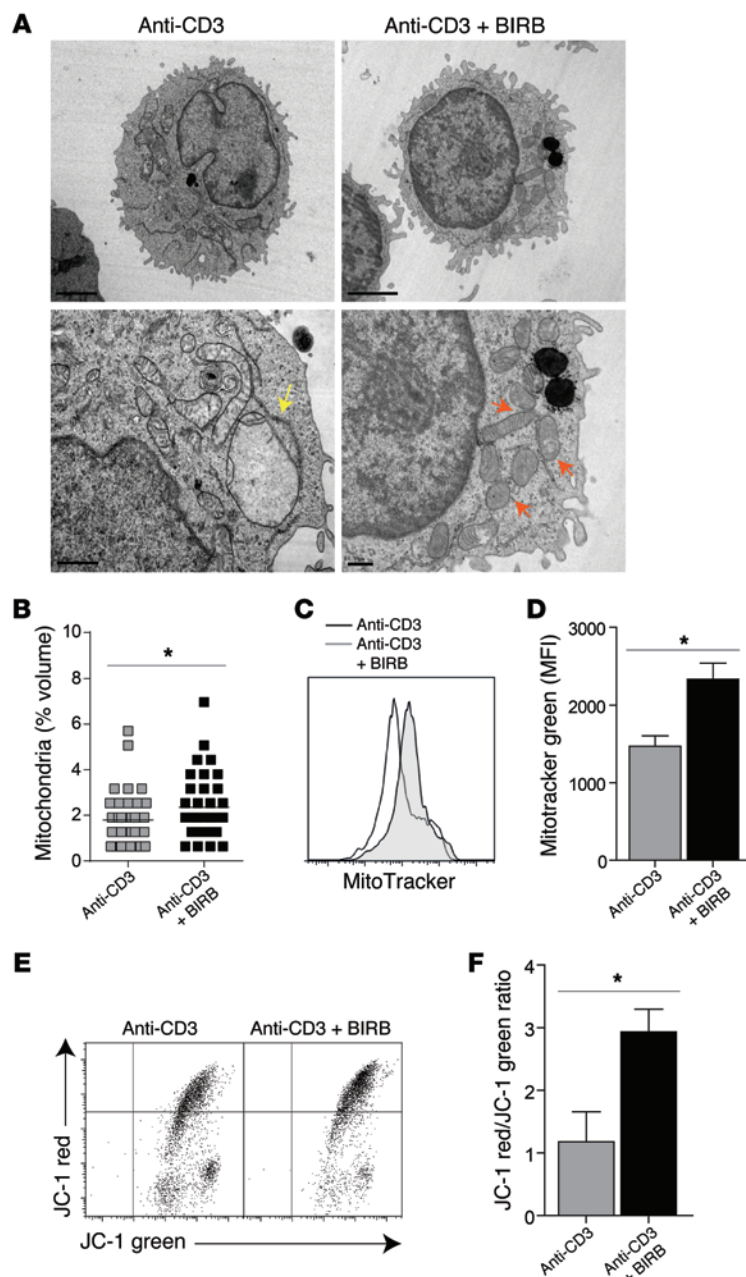 A
Anti-CD3
Anti-CD3 + BIRB
B
Mitochondria (% volume)
10
8
6
4
2
0
*
Anti-CD3
Anti-CD3
+ BIRB
C
Anti-CD3
Anti-CD3
+ BIRB
MitoTracker
D
Mitotracker green (MFI)
3000
2000
1000
0
*
Anti-CD3
Anti-CD3
+ BIRB
E
Anti-CD3
Anti-CD3 + BIRB
JC-1 red
JC-1 green
F
JC-1 red/JC-1 green ratio
4
3
2
1
0
*
Anti-CD3
Anti-CD3
+ BIRB